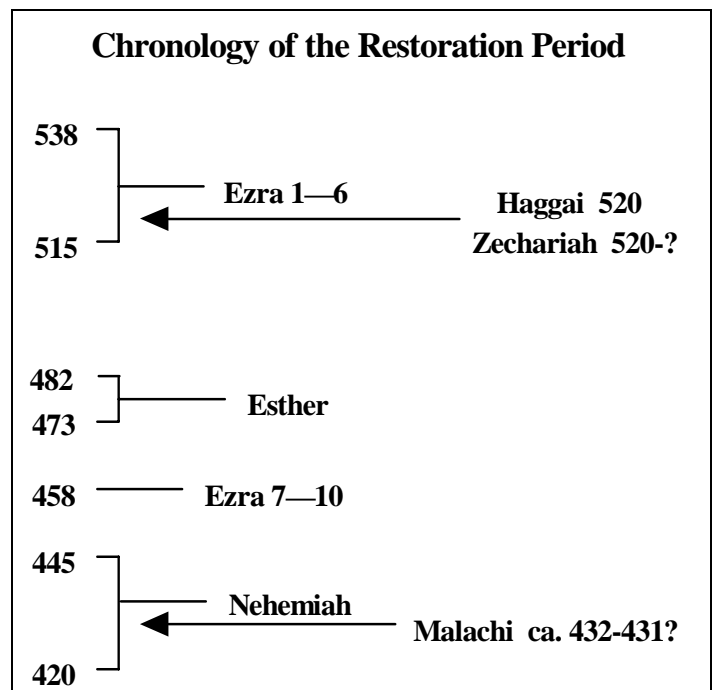 Chronology of the Restoration Period
538
Ezra 1—6
Haggai 520
515
Zechariah 520-?
482
Esther
473
458
Ezra 7—10
445
Nehemiah
Malachi ca. 432-431?
420